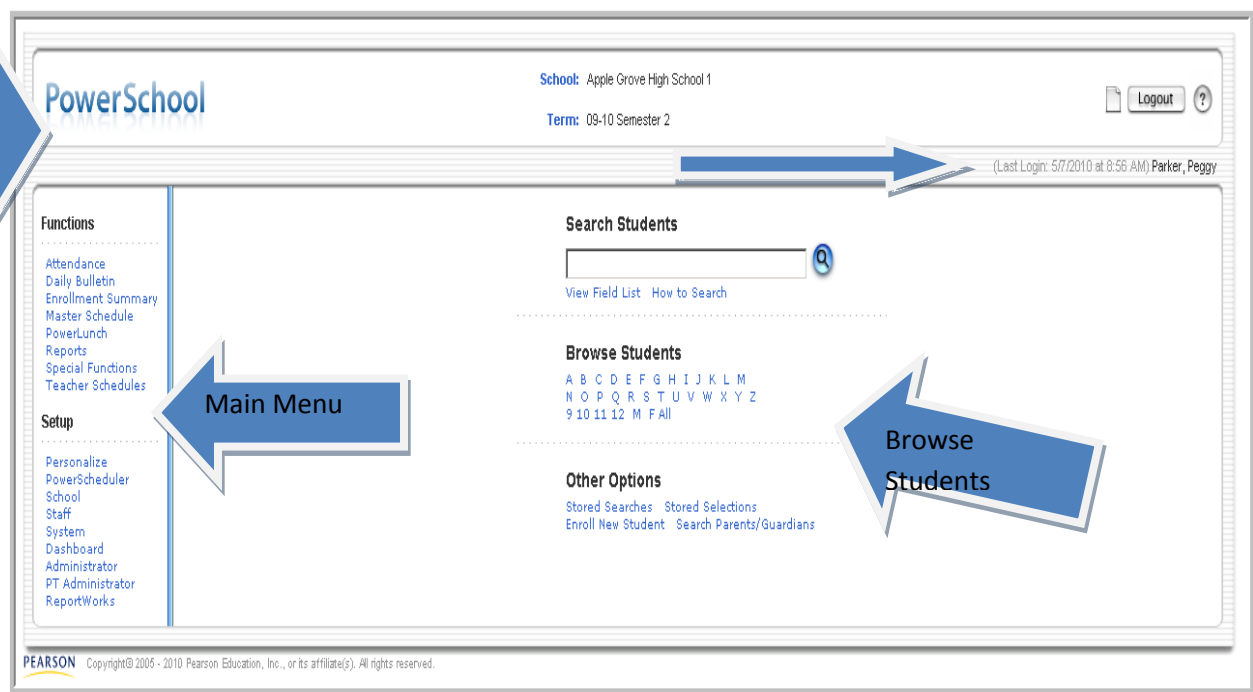 PowerSchool
School: Apple Grove High School 1
Term: 09-10 Semester 2
Logout ?
(Last Login: 5/7/2010 at 8:56 AM) Parker, Peggy
Functions
Attendance
Daily Bulletin
Enrollment Summary
Master Schedule
PowerLunch
Reports
Special Functions
Teacher Schedules
Setup
Personalize
PowerScheduler
School
Staff
System
Dashboard
Administrator
PT Administrator
ReportWorks
Main Menu
Search Students
View Field List How to Search
Browse Students
A B C D E F G H I J K L M
N O P Q R S T U V W X Y Z
9 10 11 12 M F All
Other Options
Stored Searches Stored Selections
Enroll New Student Search Parents/Guardians
Browse
Students
PEARSON Copyright© 2005 - 2010 Pearson Education, Inc., or its affiliate(s). All rights reserved.